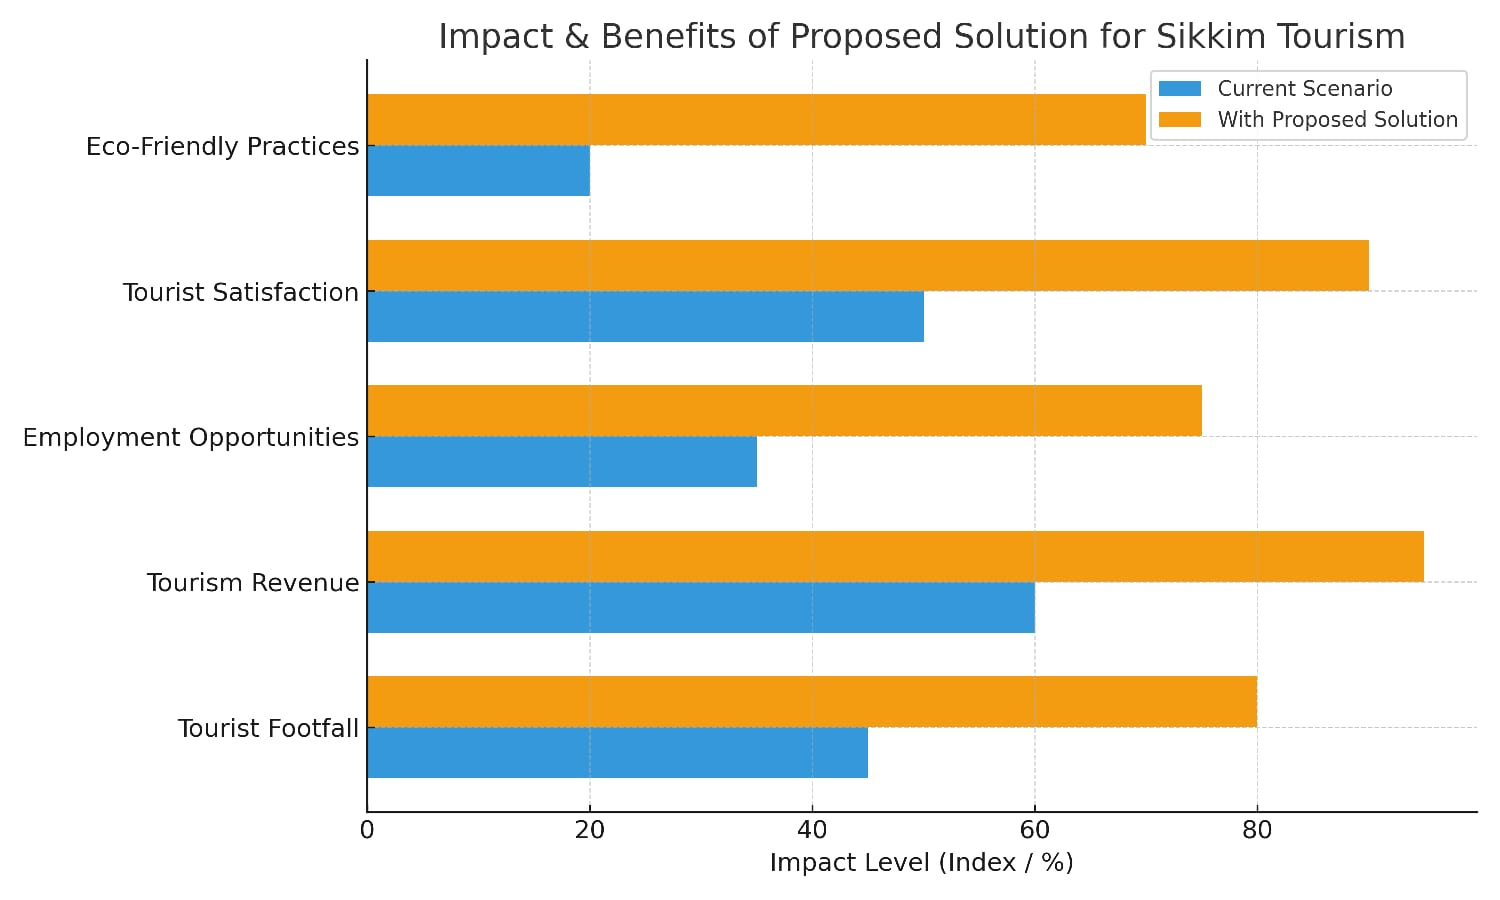 Impact & Benefits of Proposed Solution for Sikkim Tourism
Current Scenario
With Proposed Solution
Eco-Friendly Practices
Tourist Satisfaction
Employment Opportunities
Tourism Revenue
Tourist Footfall
0 20 40 60 80
Impact Level (Index / %)